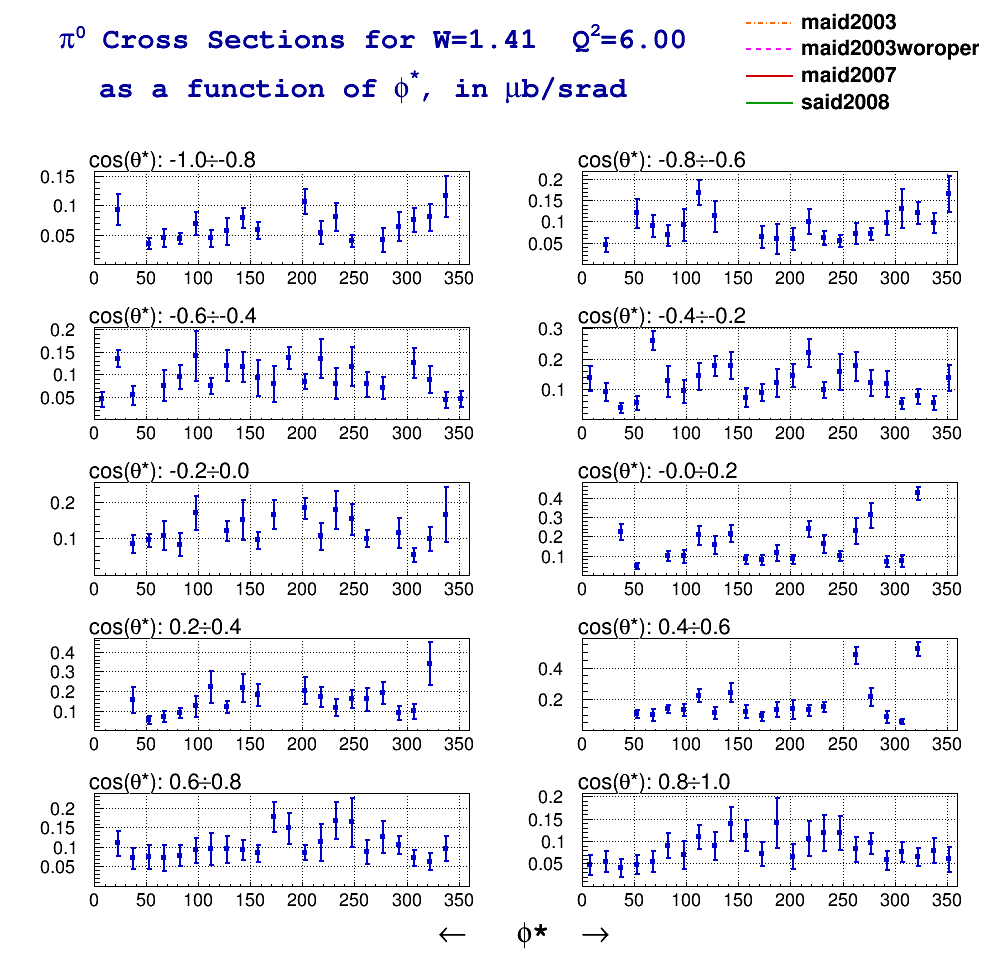 π⁰ Cross Sections for W=1.41 Q²=6.00
as a function of ϕ*, in μb/srad
maid2003
maid2003woroper
maid2007
said2008
cos(θ*): -1.0÷-0.8
0.15
0.1
0.05
0 50 100 150 200 250 300 350
cos(θ*): -0.8÷-0.6
0.2
0.15
0.1
0.05
0 50 100 150 200 250 300 350
cos(θ*): -0.6÷-0.4
0.2
0.15
0.1
0.05
0 50 100 150 200 250 300 350
cos(θ*): -0.4÷-0.2
0.3
0.2
0.1
0 50 100 150 200 250 300 350
cos(θ*): -0.2÷0.0
0.2
0.1
0 50 100 150 200 250 300 350
cos(θ*): -0.0÷0.2
0.4
0.3
0.2
0.1
0 50 100 150 200 250 300 350
cos(θ*): 0.2÷0.4
0.4
0.3
0.2
0.1
0 50 100 150 200 250 300 350
cos(θ*): 0.4÷0.6
0.4
0.2
0 50 100 150 200 250 300 350
cos(θ*): 0.6÷0.8
0.2
0.15
0.1
0.05
0 50 100 150 200 250 300 350
cos(θ*): 0.8÷1.0
0.2
0.15
0.1
0.05
0 50 100 150 200 250 300 350
← ϕ* →